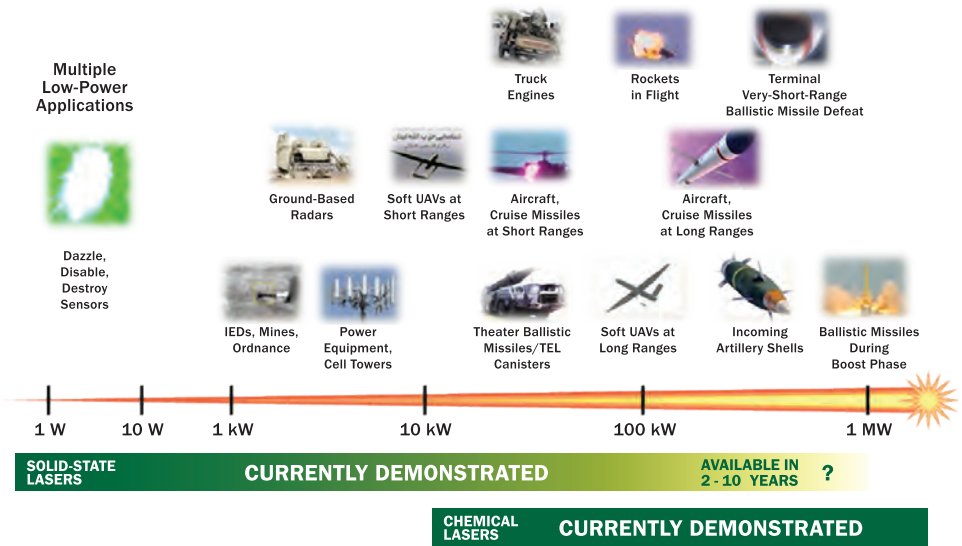 Multiple
Low-Power
Applications
Dazzle,
Disable,
Destroy
Sensors
Truck
Engines
Rockets
in Flight
Terminal
Very-Short-Range
Ballistic Missile Defeat
Ground-Based
Radars
Soft UAVs at
Short Ranges
Aircraft,
Cruise Missiles
at Short Ranges
Aircraft,
Cruise Missiles
at Long Ranges
IEDs, Mines,
Ordnance
Power
Equipment,
Cell Towers
Theater Ballistic
Missiles/TEL
Canisters
Soft UAVs at
Long Ranges
Incoming
Artillery Shells
Ballistic Missiles
During
Boost Phase
1 W 10 W 1 kW 10 kW 100 kW 1 MW
SOLID-STATE
LASERS
CURRENTLY DEMONSTRATED
AVAILABLE IN
2 - 10 YEARS
?
CHEMICAL
LASERS
CURRENTLY DEMONSTRATED